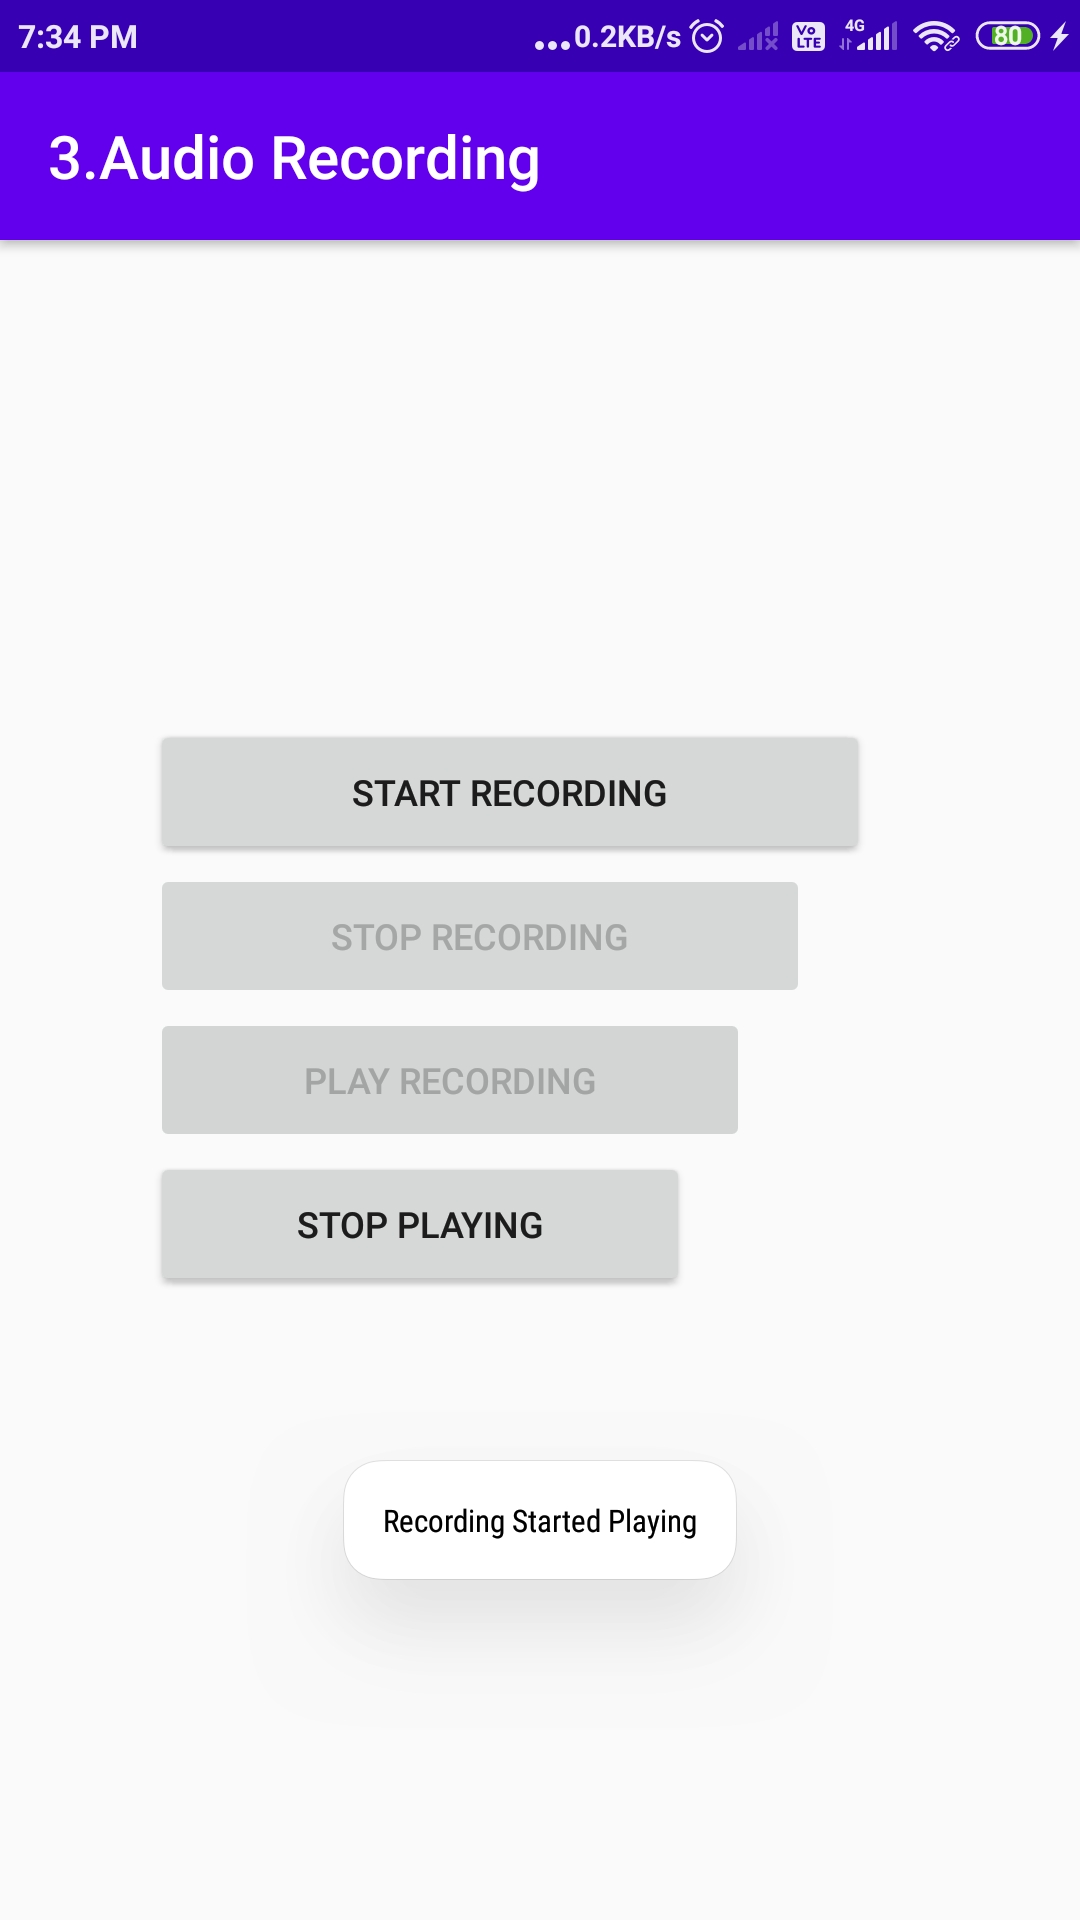 7:34 PM
...0.2KB/s Vo LTE 4G 80
3.Audio Recording
START RECORDING
STOP RECORDING
PLAY RECORDING
STOP PLAYING
Recording Started Playing